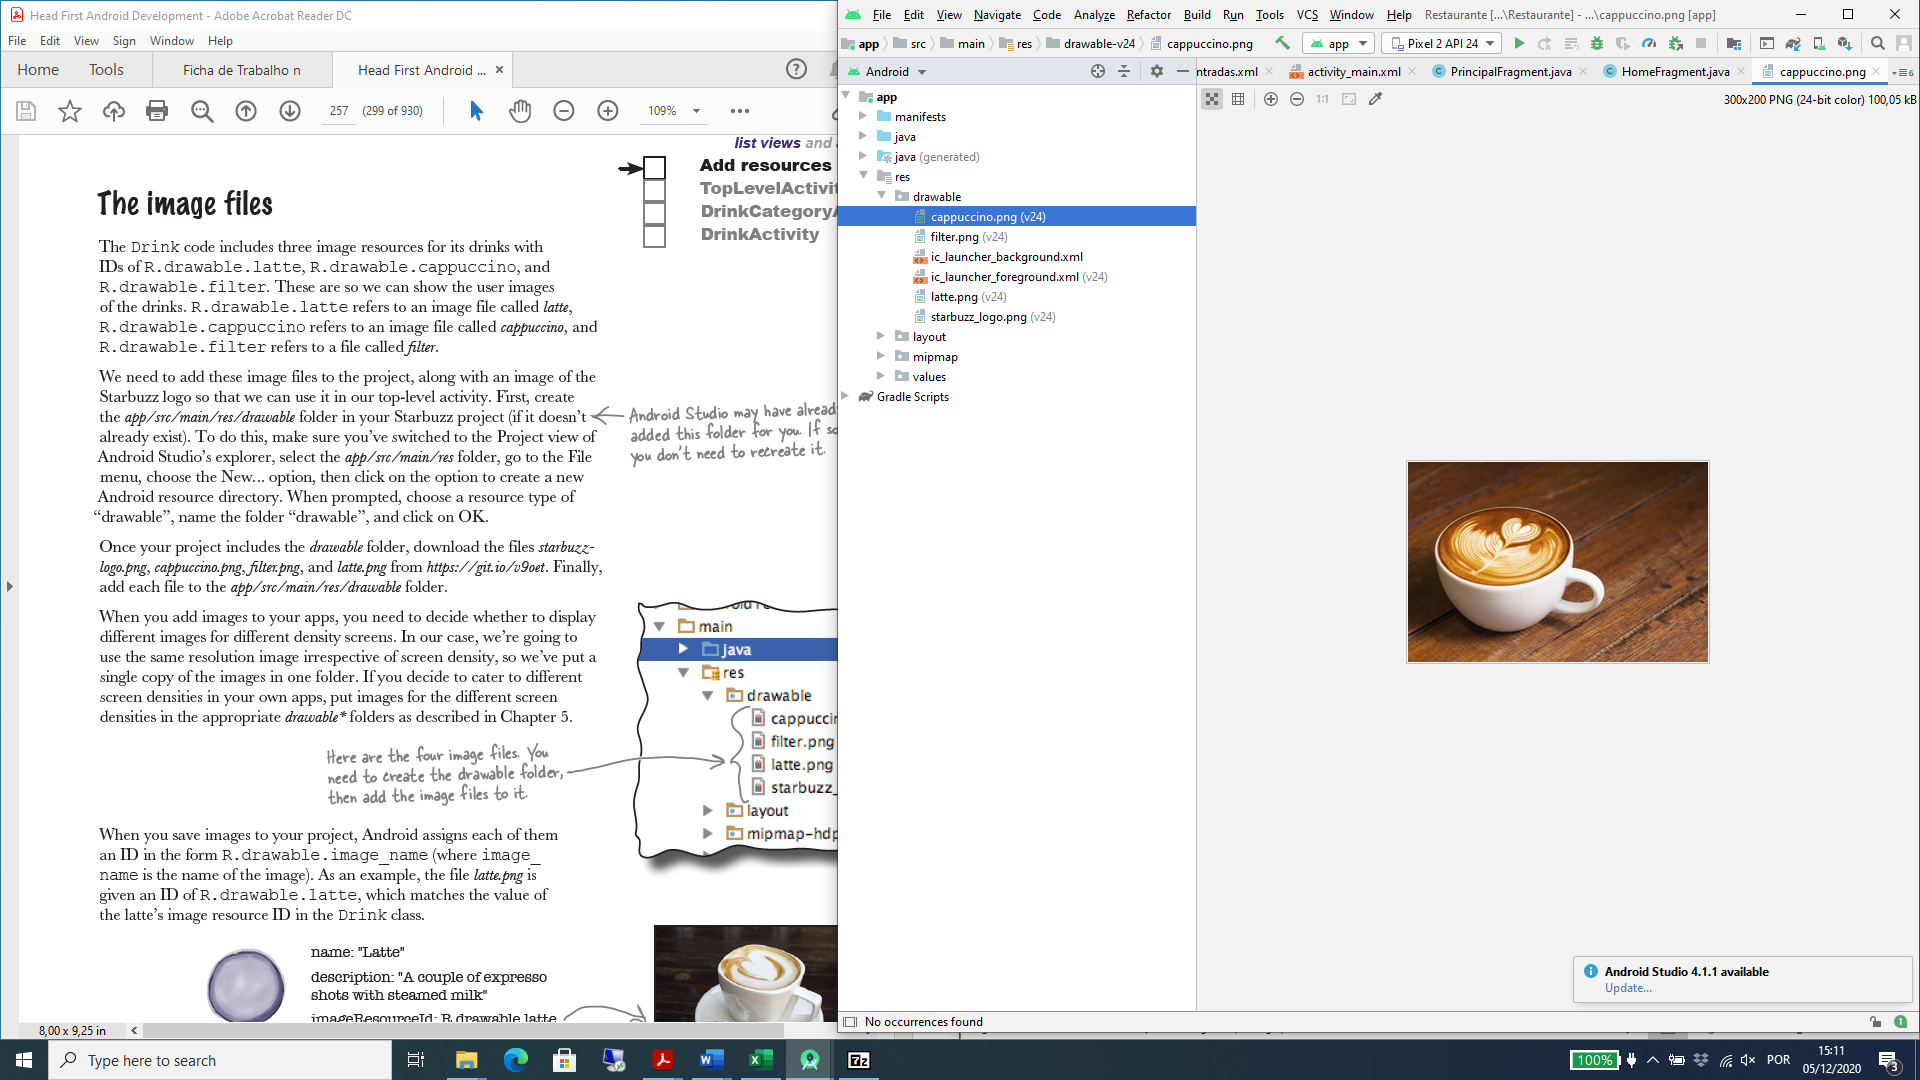 Head First Android Development - Adobe Acrobat Reader DC
File Edit View Sign Window Help
Home Tools Ficha de Trabalho n Head First Android ... ×
257 (299 of 930) 109%
list views and
Add resources
TopLevelActivit
DrinkCategoryA
DrinkActivity
The image files
The Drink code includes three image resources for its drinks with
IDs of R.drawable.latte, R.drawable.cappuccino, and
R.drawable.filter. These are so we can show the user images
of the drinks. R.drawable.latte refers to an image file called latte,
R.drawable.cappuccino refers to an image file called cappuccino, and
R.drawable.filter refers to a file called filter.
We need to add these image files to the project, along with an image of the
Starbuzz logo so that we can use it in our top-level activity. First, create
the app/src/main/res/drawable folder in your Starbuzz project (if it doesn't
already exist). To do this, make sure you've switched to the Project view of
Android Studio's explorer, select the app/src/main/res folder, go to the File
menu, choose the New... option, then click on the option to create a new
Android resource directory. When prompted, choose a resource type of
"drawable", name the folder "drawable", and click on OK.
Android Studio may have alread
added this folder for you. If so
you don't need to recreate it.
Once your project includes the drawable folder, download the files starbuzz-
logo.png, cappuccino.png, filter.png, and latte.png from https://git.io/v9oet. Finally,
add each file to the app/src/main/res/drawable folder.
When you add images to your apps, you need to decide whether to display
different images for different density screens. In our case, we're going to
use the same resolution image irrespective of screen density, so we've put a
single copy of the images in one folder. If you decide to cater to different
screen densities in your own apps, put images for the different screen
densities in the appropriate drawable* folders as described in Chapter 5.
main
java
res
drawable
cappuccin
filter.png
latte.png
starbuzz_
layout
mipmap-hdp
Here are the four image files. You
need to create the drawable folder,
then add the image files to it.
When you save images to your project, Android assigns each of them
an ID in the form R.drawable.image_name (where image_
name is the name of the image). As an example, the file latte.png is
given an ID of R.drawable.latte, which matches the value of
the latte's image resource ID in the Drink class.
name: "Latte"
description: "A couple of expresso
shots with steamed milk"
imageResourceId: R.drawable.latte
8,00 x 9,25 in
File Edit View Navigate Code Analyze Refactor Build Run Tools VCS Window Help Restaurante [...\Restaurante] - ...\cappuccino.png [app]
app src main res drawable-v24 cappuccino.png app Pixel 2 API 24
Android
ntradas.xml activity_main.xml PrincipalFragment.java HomeFragment.java cappuccino.png 6
1:1 300x200 PNG (24-bit color) 100,05 kB
app
manifests
java
java (generated)
res
drawable
cappuccino.png (v24)
filter.png (v24)
ic_launcher_background.xml
ic_launcher_foreground.xml (v24)
latte.png (v24)
starbuzz_logo.png (v24)
layout
mipmap
values
Gradle Scripts
Android Studio 4.1.1 available
Update...
No occurrences found
1
Type here to search
7z
100%
POR
15:11
05/12/2020
3